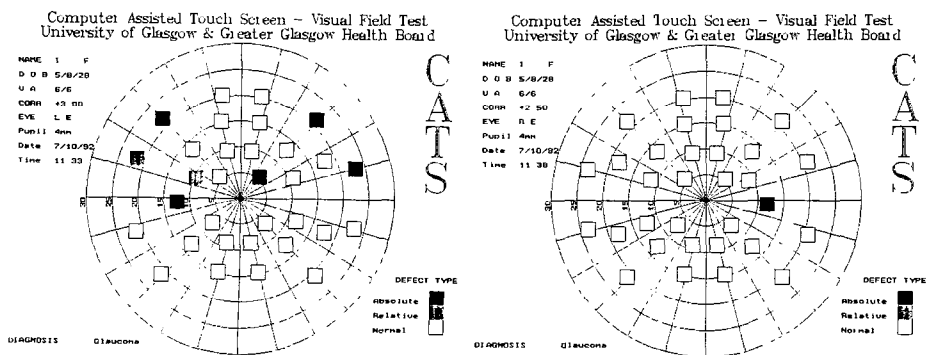 Computer Assisted Touch Screen - Visual Field Test
University of Glasgow & Greater Glasgow Health Board
NAME 1 F
D O B 5/8/28
V A 6/6
CORR +3 00
EYE L E
Pupil 4mm
Date 7/10/92
Time 11 33
CATS
30 25 20 15 10 5
DEFECT TYPE
Absolute
Relative
Normal
DIAGNOSIS Glaucoma
Computer Assisted Touch Screen - Visual Field Test
University of Glasgow & Greater Glasgow Health Board
NAME 1 F
D O B 5/8/28
V A 6/6
CORR +2 50
EYE R E
Pupil 4mm
Date 7/10/92
Time 11 38
CATS
30 25 20 15 10 5
DEFECT TYPE
Absolute
Relative
Normal
DIAGNOSIS Glaucoma